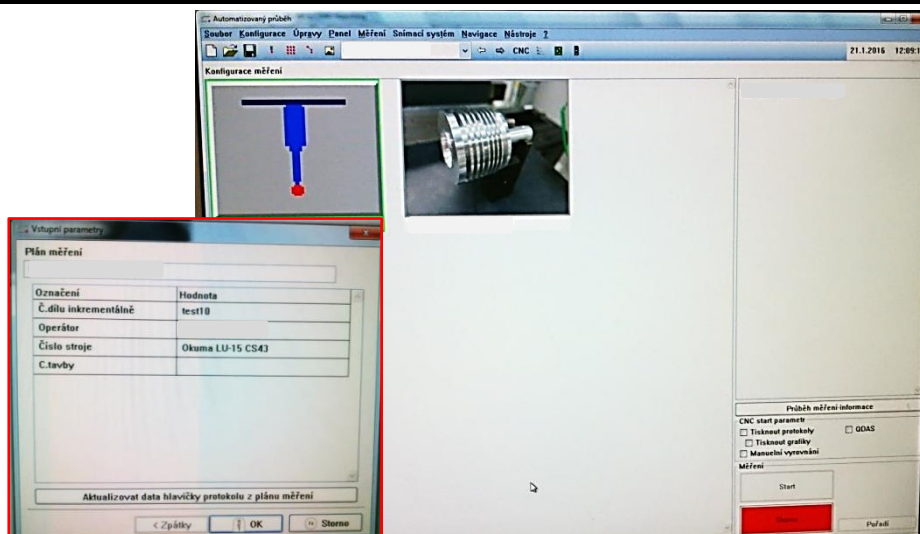 Automatizovaný průběh
Soubor Konfigurace Úpravy Panel Měření Snímací systém Navigace Nástroje ?
CNC
21.1.2016 12:09:1
Konfigurace měření
Vstupní parametry
Plán měření
Označení Hodnota
Č.dílu inkrementálně test10
Operátor
Číslo stroje Okuma LU-15 CS43
C.tavby
Aktualizovat data hlavičky protokolu z plánu měření
< Zpátky OK Storno
Průběh měření informace
CNC start parametr
Tisknout protokoly QDAS
Tisknout grafiky
Manuelní vyrovnání
Měření
Start
Pořadí